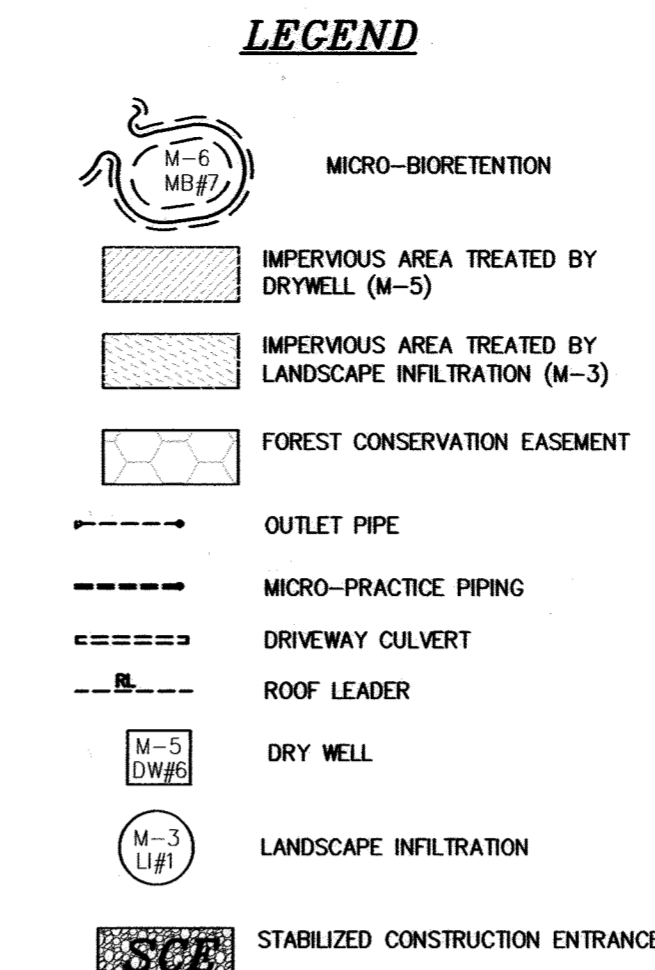 LEGEND
M-6
MB#7
MICRO-BIORETENTION
IMPERVIOUS AREA TREATED BY
DRYWELL (M-5)
IMPERVIOUS AREA TREATED BY
LANDSCAPE INFILTRATION (M-3)
FOREST CONSERVATION EASEMENT
OUTLET PIPE
MICRO-PRACTICE PIPING
DRIVEWAY CULVERT
RL
ROOF LEADER
M-5
DW#6
DRY WELL
M-3
LI#1
LANDSCAPE INFILTRATION
SCE
STABILIZED CONSTRUCTION ENTRANCE